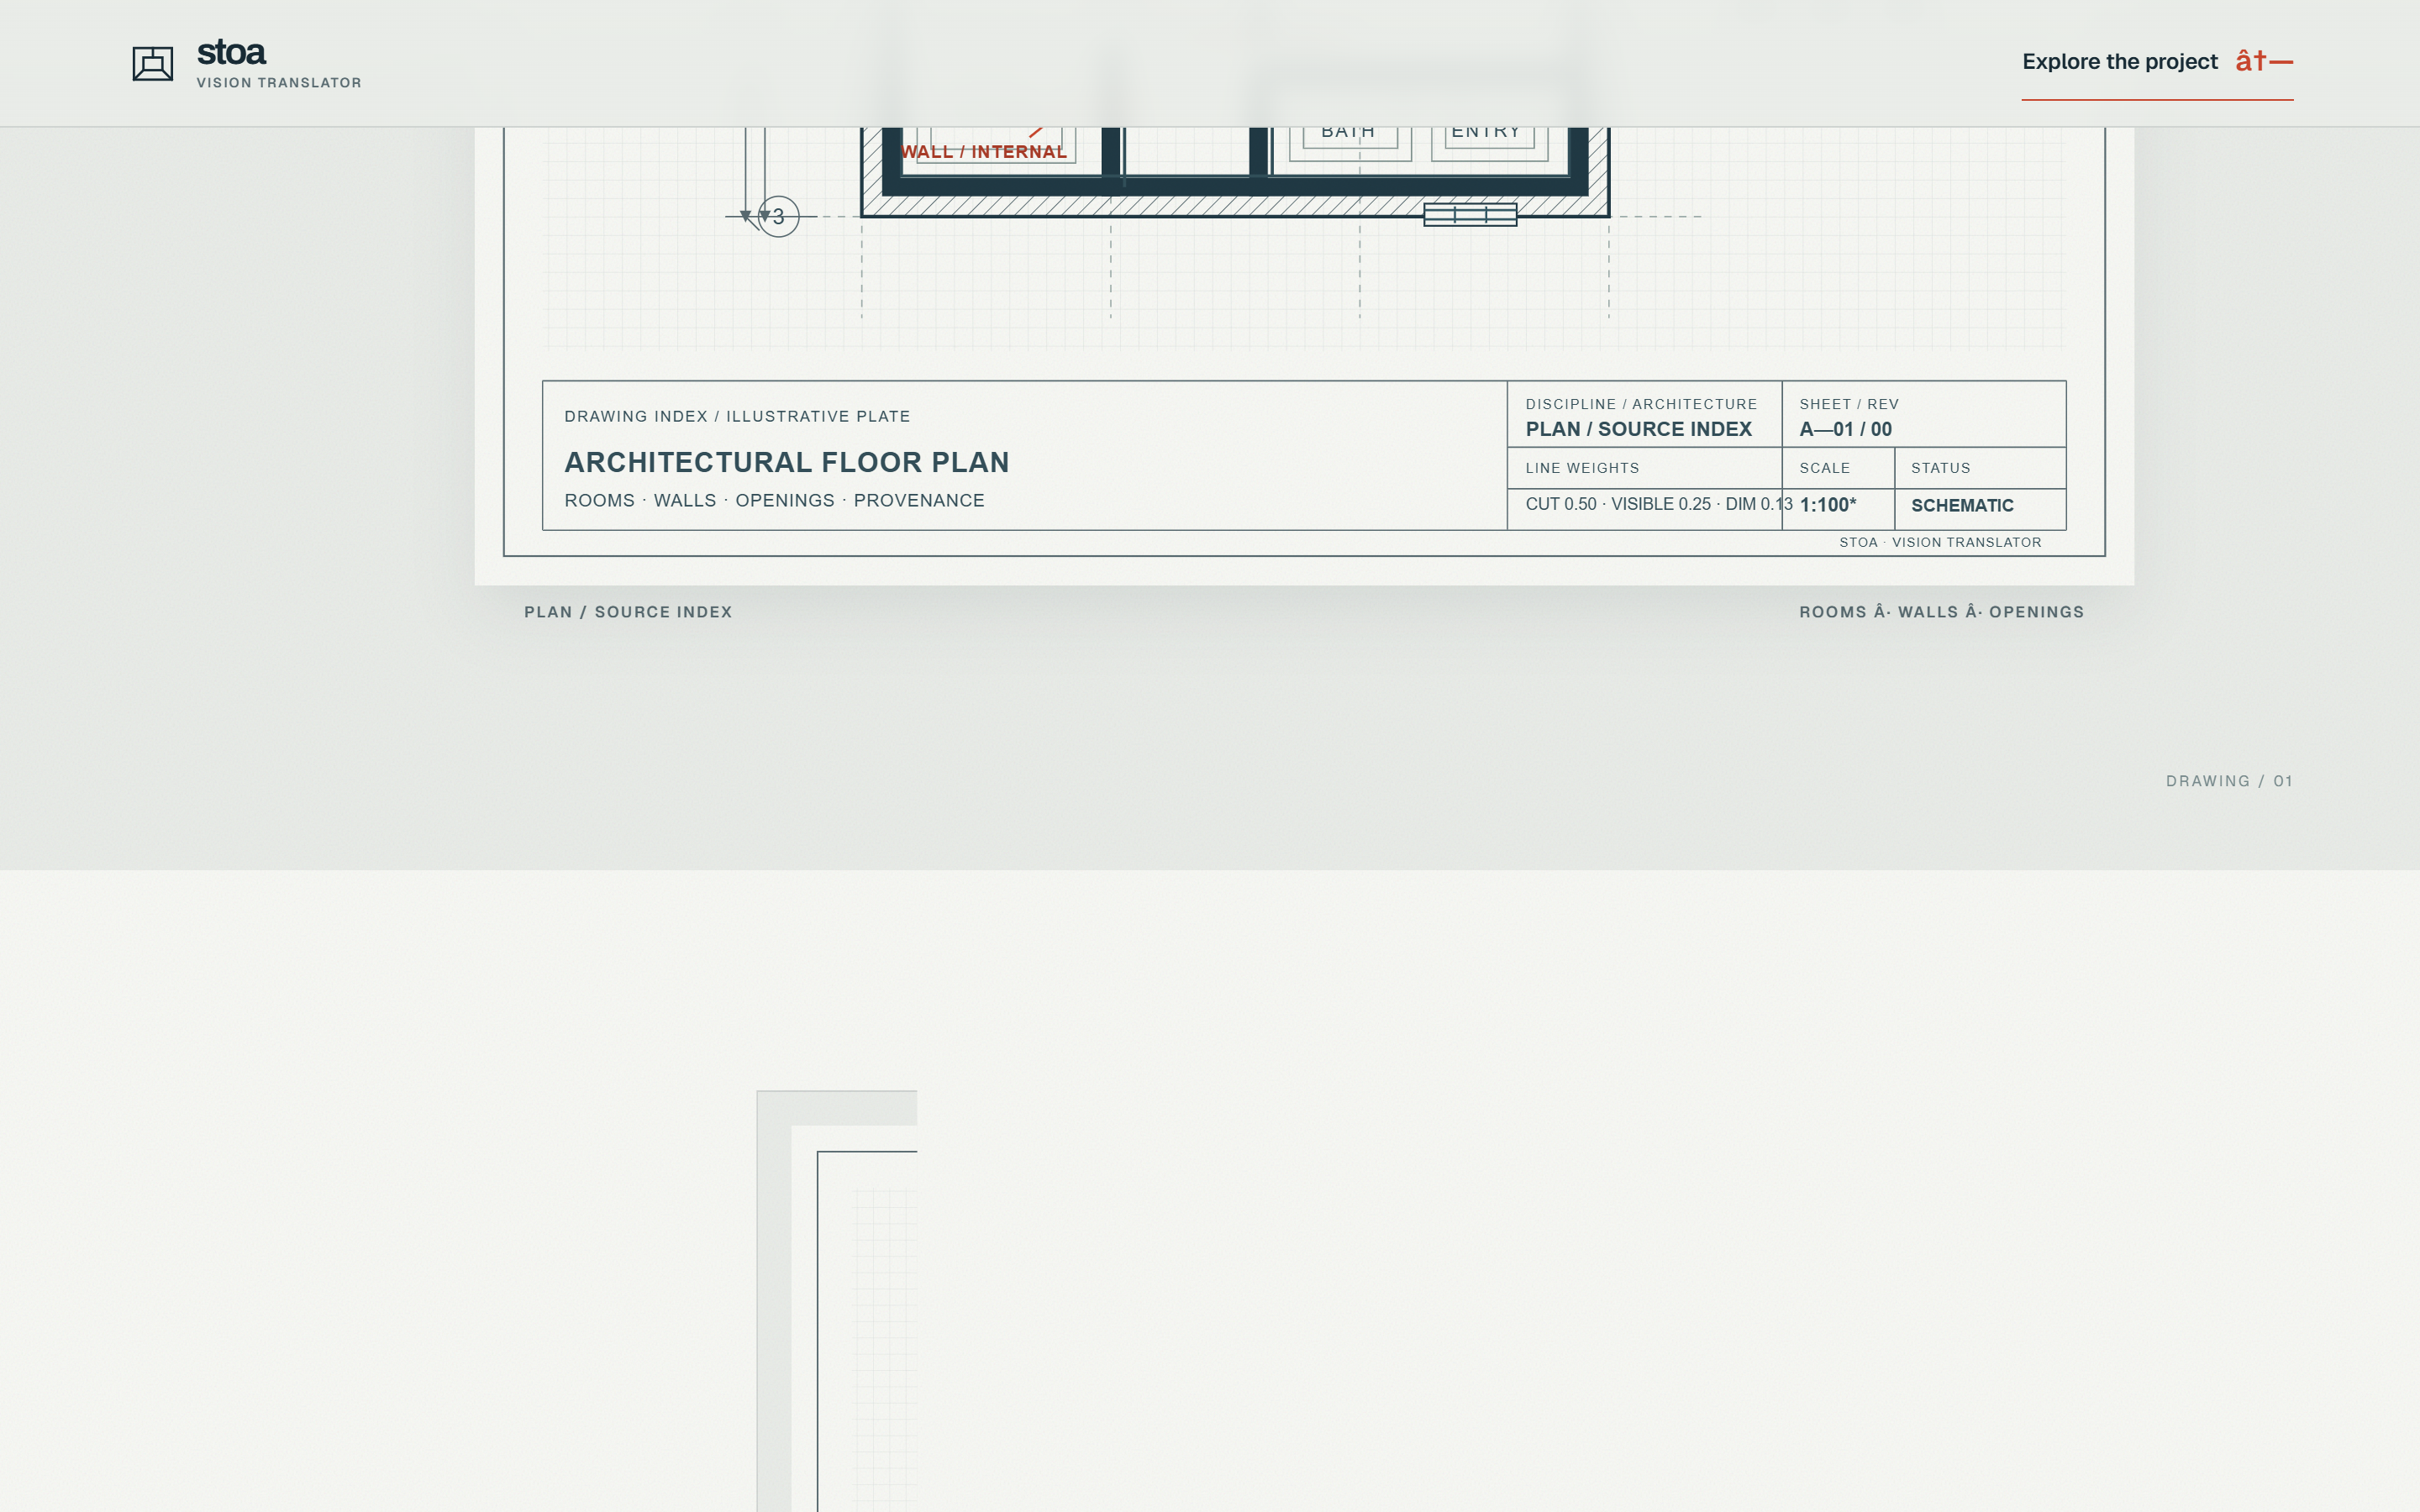 stoa
VISION TRANSLATOR
Explore the project â†—
BATH
ENTRY
WALL / INTERNAL
3
DRAWING INDEX / ILLUSTRATIVE PLATE
ARCHITECTURAL FLOOR PLAN
ROOMS · WALLS · OPENINGS · PROVENANCE
DISCIPLINE / ARCHITECTURE
PLAN / SOURCE INDEX
SHEET / REV
A—01 / 00
LINE WEIGHTS
CUT 0.50 · VISIBLE 0.25 · DIM 0.13
SCALE
1:100*
STATUS
SCHEMATIC
STOA · VISION TRANSLATOR
PLAN / SOURCE INDEX
ROOMS Â· WALLS Â· OPENINGS
DRAWING / 01